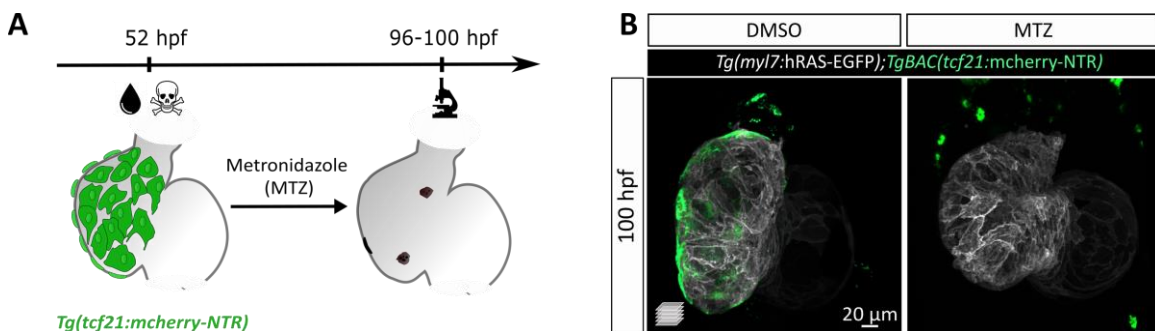 A
52 hpf
96-100 hpf
Metronidazole
(MTZ)
Tg(tcf21:mcherry-NTR)
B
DMSO
MTZ
Tg(myl7:hRAS-EGFP);TgBAC(tcf21:mcherry-NTR)
100 hpf
20 µm